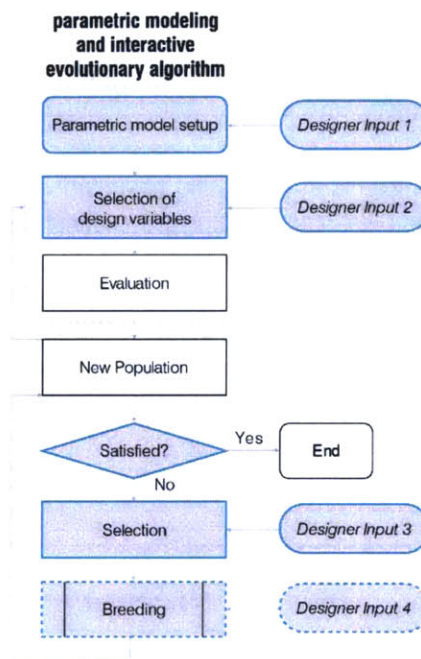 parametric modeling
and interactive
evolutionary algorithm
Parametric model setup
Designer Input 1
Selection of
design variables
Designer Input 2
Evaluation
New Population
Satisfied?
Yes
End
No
Selection
Designer Input 3
Breeding
Designer Input 4